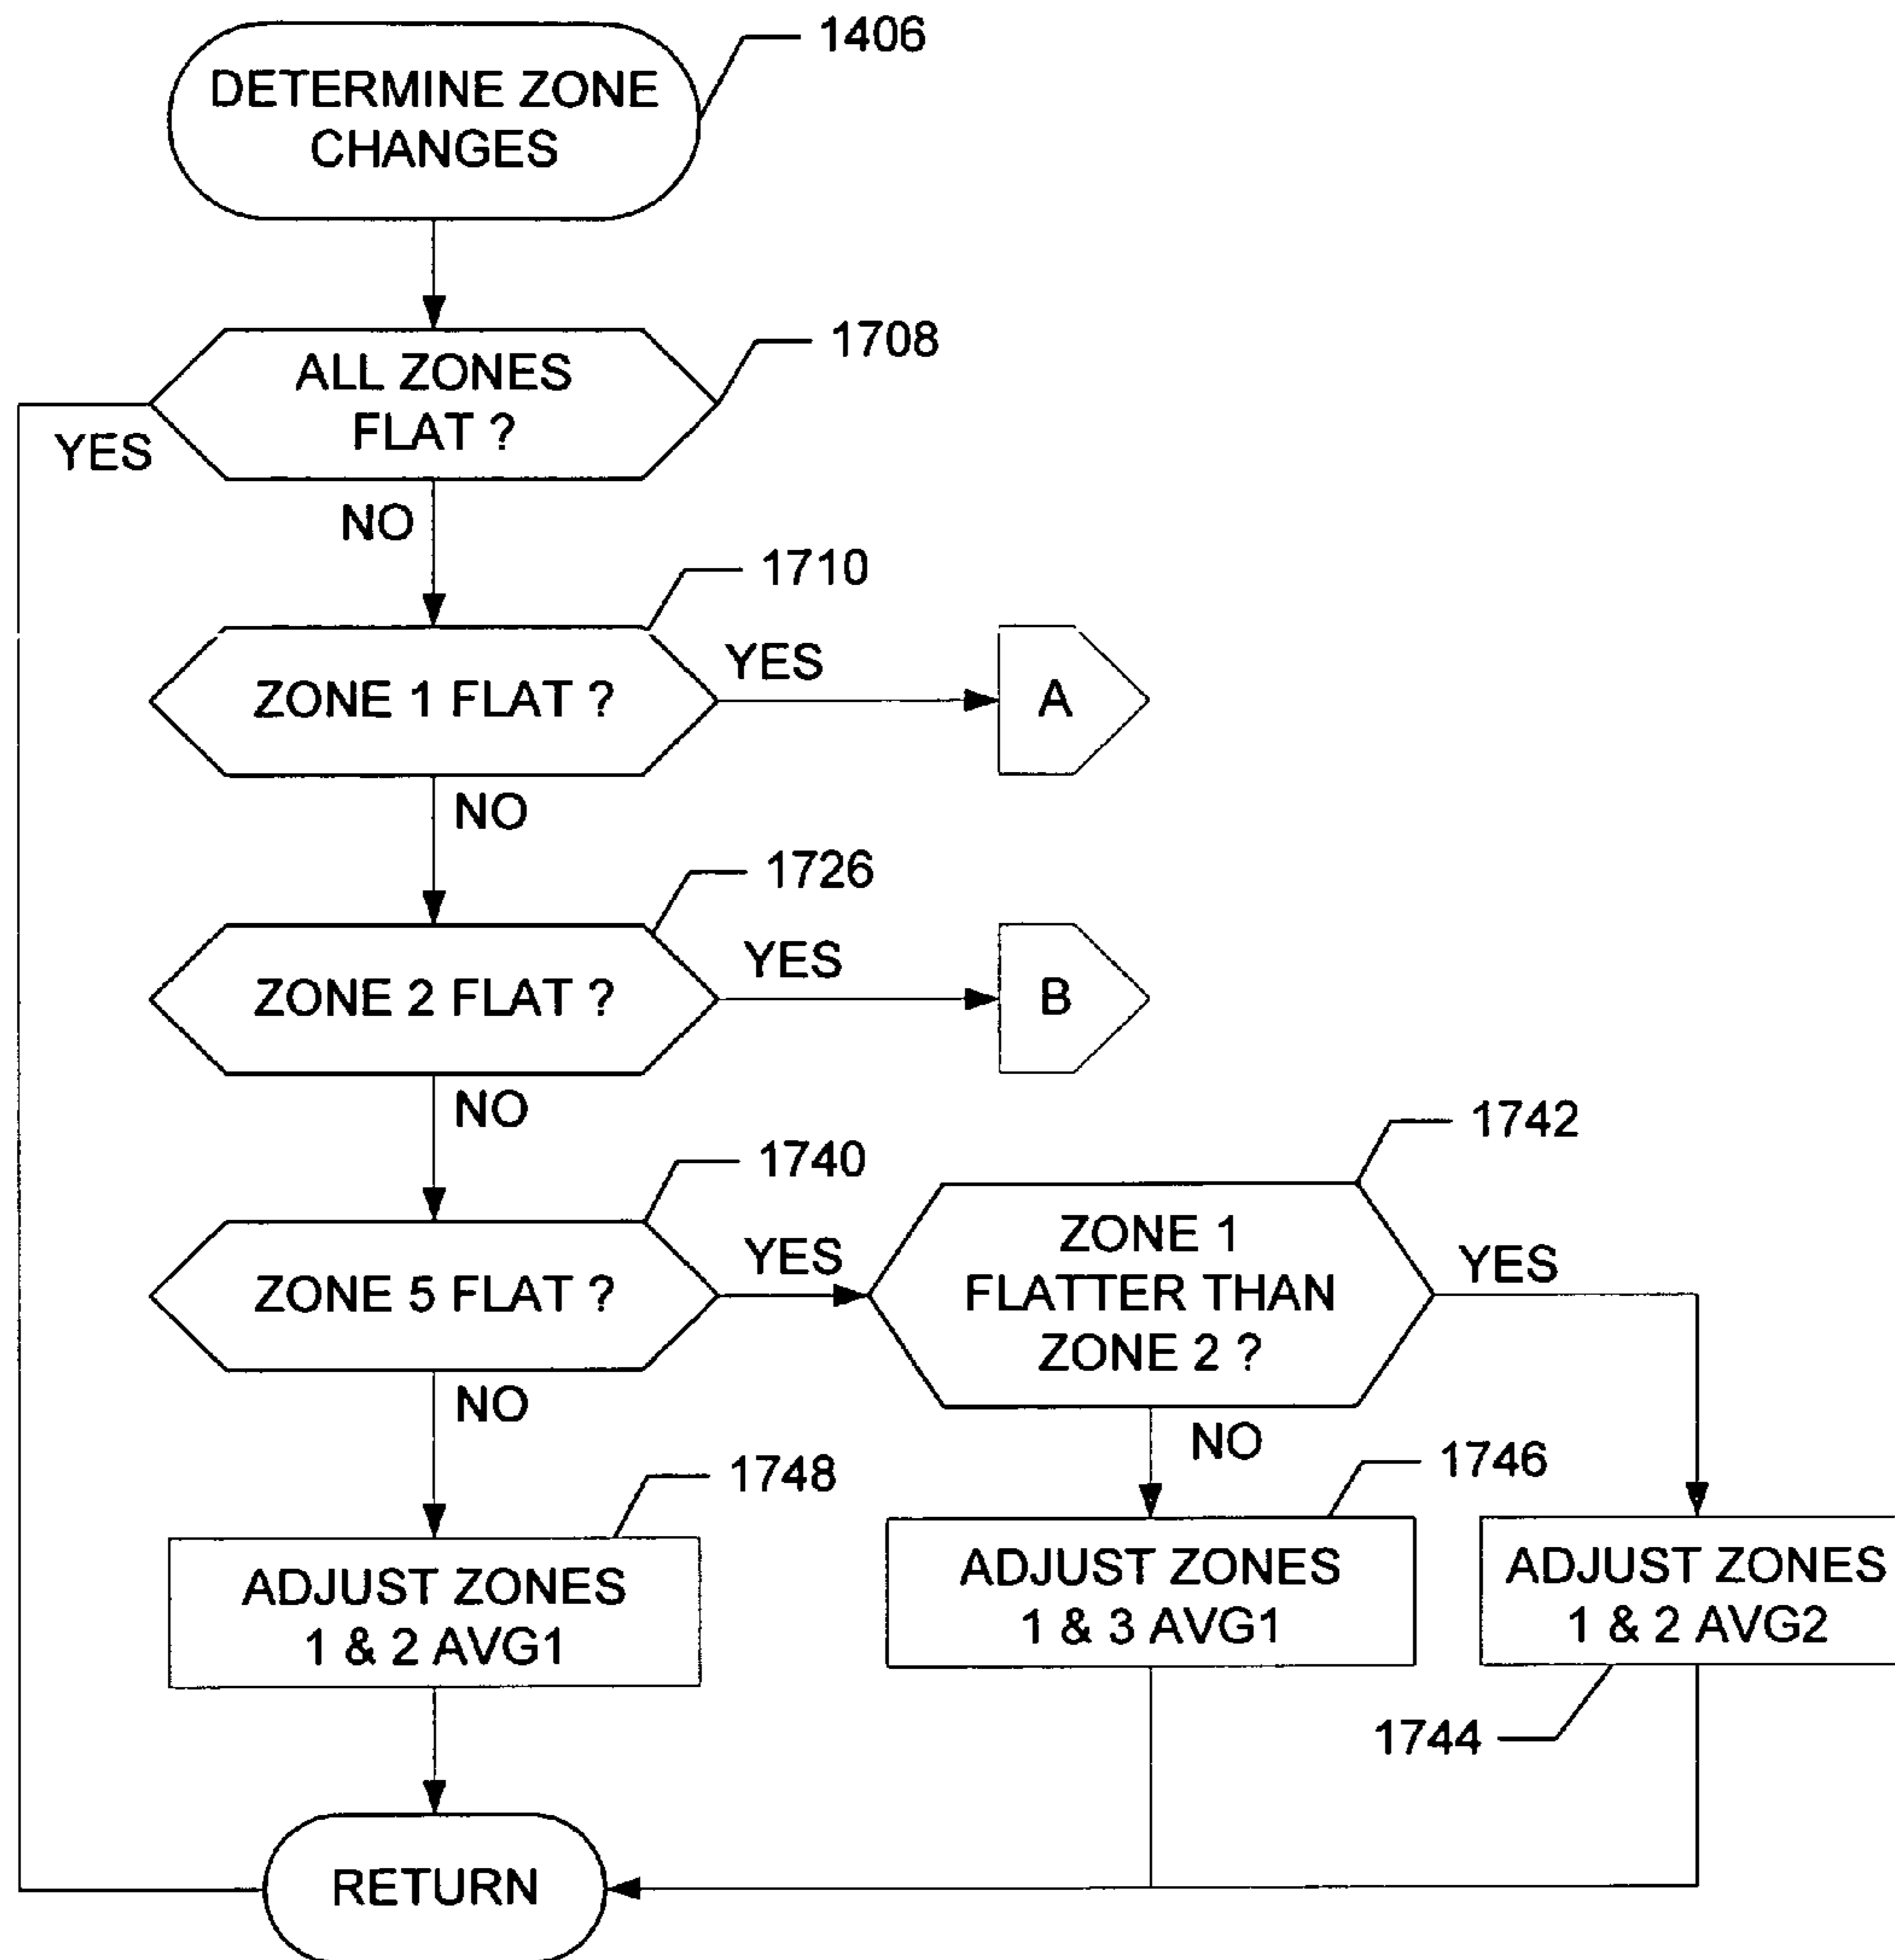 1406
DETERMINE ZONE
CHANGES
1708
ALL ZONES
FLAT ?
YES
NO
1710
ZONE 1 FLAT ?
YES
A
NO
1726
ZONE 2 FLAT ?
YES
B
NO
1740
ZONE 5 FLAT ?
YES
1742
ZONE 1
FLATTER THAN
ZONE 2 ?
YES
NO
NO
1748
ADJUST ZONES
1 & 2 AVG1
1746
ADJUST ZONES
1 & 3 AVG1
ADJUST ZONES
1 & 2 AVG2
1744
RETURN